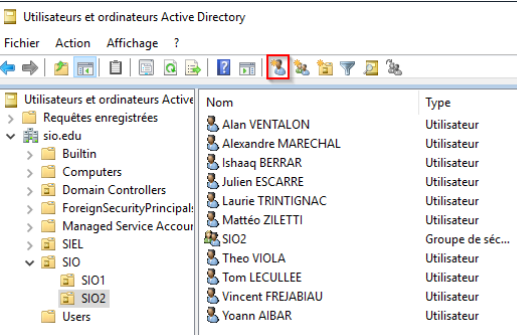 Utilisateurs et ordinateurs Active Directory
Fichier Action Affichage ?
Utilisateurs et ordinateurs Active
Requêtes enregistrées
sio.edu
Builtin
Computers
Domain Controllers
ForeignSecurityPrincipal
Managed Service Accour
SIEL
SIO
SIO1
SIO2
Users
Nom Type
Alan VENTALON Utilisateur
Alexandre MARECHAL Utilisateur
Ishaaq BERRAR Utilisateur
Julien ESCARRE Utilisateur
Laurie TRINTIGNAC Utilisateur
Mattéo ZILETTI Utilisateur
SIO2 Groupe de séc...
Theo VIOLA Utilisateur
Tom LECULLEE Utilisateur
Vincent FREJABIAU Utilisateur
Yoann AIBAR Utilisateur